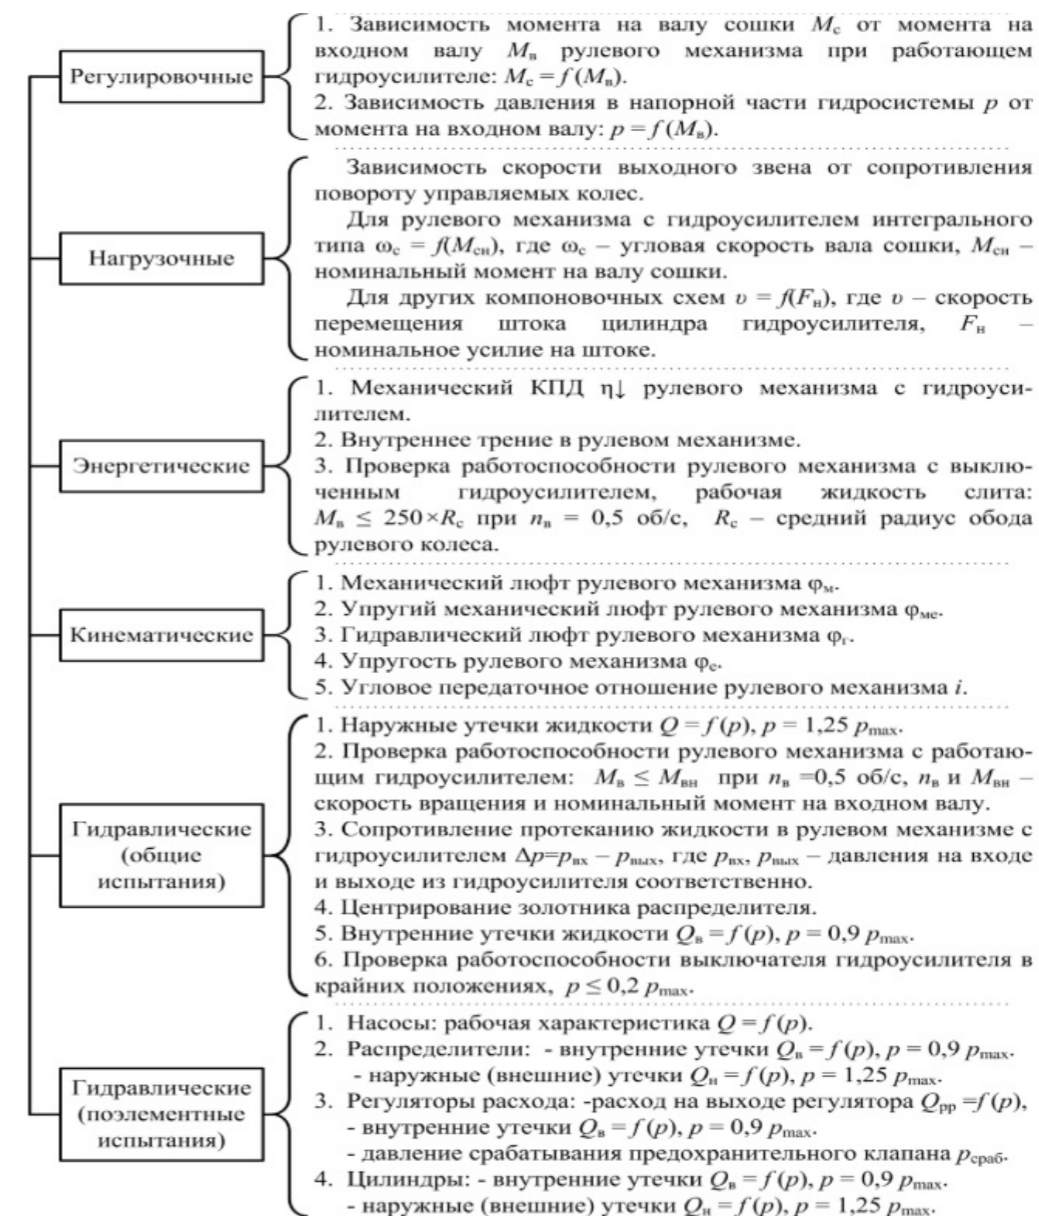 Регулировочные
1. Зависимость момента на валу сошки Mс от момента на
входном валу Mв рулевого механизма при работающем
гидроусилителе: Mс = f (Mв).
2. Зависимость давления в напорной части гидросистемы p от
момента на входном валу: p = f (Mв).
Нагрузочные
Зависимость скорости выходного звена от сопротивления
повороту управляемых колес.
Для рулевого механизма с гидроусилителем интегрального
типа ωс = f(Mсн), где ωс – угловая скорость вала сошки, Mсн –
номинальный момент на валу сошки.
Для других компоновочных схем υ = f(Fн), где υ – скорость
перемещения штока цилиндра гидроусилителя, Fн –
номинальное усилие на штоке.
Энергетические
1. Механический КПД η↓ рулевого механизма с гидроуси-
лителем.
2. Внутреннее трение в рулевом механизме.
3. Проверка работоспособности рулевого механизма с выклю-
ченным гидроусилителем, рабочая жидкость слита:
Mв ≤ 250×Rс при nв = 0,5 об/с, Rс – средний радиус обода
рулевого колеса.
Кинематические
1. Механический люфт рулевого механизма φм.
2. Упругий механический люфт рулевого механизма φме.
3. Гидравлический люфт рулевого механизма φг.
4. Упругость рулевого механизма φе.
5. Угловое передаточное отношение рулевого механизма i.
Гидравлические
(общие
испытания)
1. Наружные утечки жидкости Q = f (p), p = 1,25 pmax.
2. Проверка работоспособности рулевого механизма с работаю-
щим гидроусилителем: Mв ≤ Mвн при nв =0,5 об/с, nв и Mвн –
скорость вращения и номинальный момент на входном валу.
3. Сопротивление протеканию жидкости в рулевом механизме с
гидроусилителем Δp=pвх – pвых, где pвх, pвых – давления на входе
и выходе из гидроусилителя соответственно.
4. Центрирование золотника распределителя.
5. Внутренние утечки жидкости Qв = f (p), p = 0,9 pmax.
6. Проверка работоспособности выключателя гидроусилителя в
крайних положениях, p ≤ 0,2 pmax.
Гидравлические
(поэлементные
испытания)
1. Насосы: рабочая характеристика Q = f (p).
2. Распределители: - внутренние утечки Qв = f (p), p = 0,9 pmax.
- наружные (внешние) утечки Qн = f (p), p = 1,25 pmax.
3. Регуляторы расхода: -расход на выходе регулятора Qрр =f (p),
- внутренние утечки Qв = f (p), p = 0,9 pmax.
- давление срабатывания предохранительного клапана pсраб.
4. Цилиндры: - внутренние утечки Qв = f (p), p = 0,9 pmax.
- наружные (внешние) утечки Qн = f (p), p = 1,25 pmax.